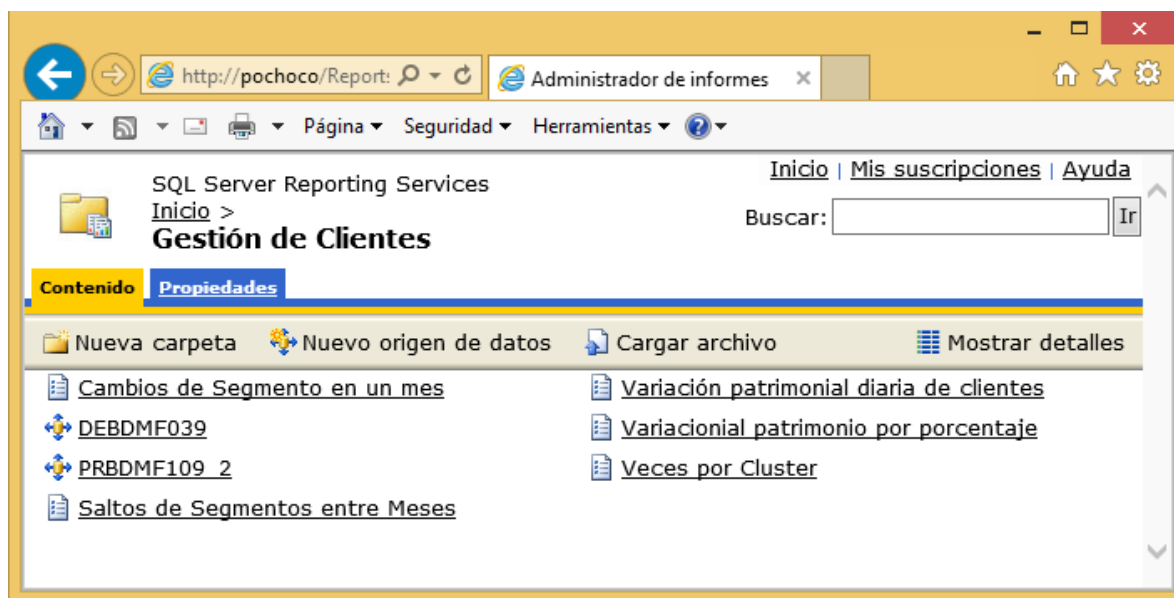 http://pochoco/Reports Administrador de informes
Página Seguridad Herramientas
Inicio | Mis suscripciones | Ayuda
SQL Server Reporting Services
Inicio >
Buscar: Ir
Gestión de Clientes
Contenido Propiedades
Nueva carpeta Nuevo origen de datos Cargar archivo Mostrar detalles
Cambios de Segmento en un mes Variación patrimonial diaria de clientes
DEBDMF039 Variacionial patrimonio por porcentaje
PRBDMF109_2 Veces por Cluster
Saltos de Segmentos entre Meses